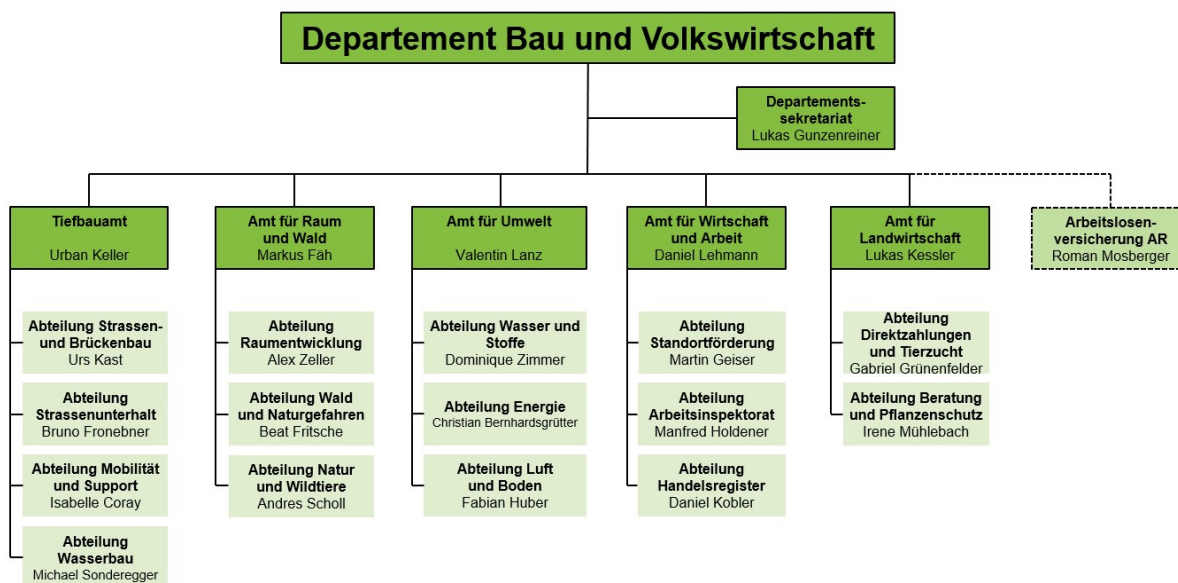 Departement Bau und Volkswirtschaft
Departements-
sekretariat
Lukas Gunzenreiner
Tiefbauamt
Urban Keller
Abteilung Strassen-
und Brückenbau
Urs Kast
Abteilung
Strassenunterhalt
Bruno Fronebner
Abteilung Mobilität
und Support
Isabelle Coray
Abteilung
Wasserbau
Michael Sonderegger
Amt für Raum
und Wald
Markus Fäh
Abteilung
Raumentwicklung
Alex Zeller
Abteilung Wald
und Naturgefahren
Beat Fritsche
Abteilung Natur
und Wildtiere
Andres Scholl
Amt für Umwelt
Valentin Lanz
Abteilung Wasser und
Stoffe
Dominique Zimmer
Abteilung Energie
Christian Bernhardsgrütter
Abteilung Luft
und Boden
Fabian Huber
Amt für Wirtschaft
und Arbeit
Daniel Lehmann
Abteilung
Standortförderung
Martin Geiser
Abteilung
Arbeitsinspektorat
Manfred Holdener
Abteilung
Handelsregister
Daniel Kobler
Amt für
Landwirtschaft
Lukas Kessler
Abteilung
Direktzahlungen
und Tierzucht
Gabriel Grünenfelder
Abteilung Beratung
und Pflanzenschutz
Irene Mühlebach
Arbeitslosen-
versicherung AR
Roman Mosberger